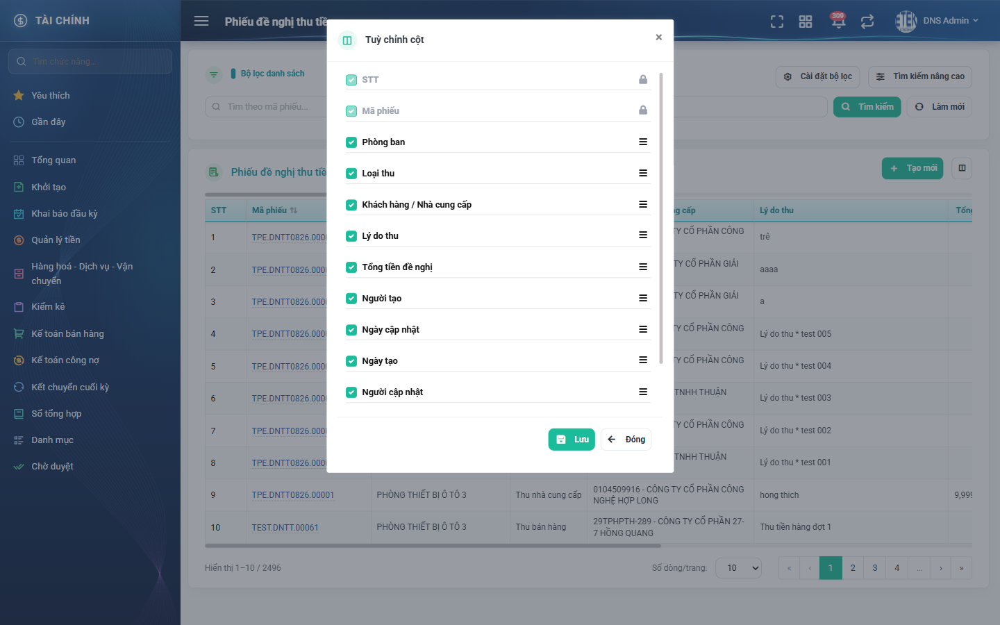 TÀI CHÍNH
Phiếu đề nghị thu tiề
309
DNS Admin
Tìm chức năng...
Yêu thích
Gần đây
Tổng quan
Khởi tạo
Khai báo đầu kỳ
Quản lý tiền
Hàng hoá - Dịch vụ - Vận
chuyển
Kiểm kê
Kế toán bán hàng
Kế toán công nợ
Kết chuyển cuối kỳ
Sổ tổng hợp
Danh mục
Chờ duyệt
Tuỳ chỉnh cột
×
STT
Mã phiếu
Phòng ban
Loại thu
Khách hàng / Nhà cung cấp
Lý do thu
Tổng tiền đề nghị
Người tạo
Ngày cập nhật
Ngày tạo
Người cập nhật
Lưu
Đóng
Bộ lọc danh sách
Cài đặt bộ lọc
Tìm kiếm nâng cao
Tìm theo mã phiếu...
Tìm kiếm
Làm mới
Phiếu đề nghị thu tiề
Tạo mới
STT Mã phiếu ng cấp Lý do thu Tổng
1 TPE.DNTT0826.000 TY CỔ PHẦN CÔNG trê
2 TPE.DNTT0826.000 TY CỔ PHẦN GIẢI aaaa
3 TPE.DNTT0826.000 TY CỔ PHẦN GIẢI a
4 TPE.DNTT0826.000 TY CỔ PHẦN CÔNG Lý do thu * test 005
5 TPE.DNTT0826.000 TY CỔ PHẦN CÔNG Lý do thu * test 004
6 TPE.DNTT0826.000 TNHH THUẬN Lý do thu * test 003
7 TPE.DNTT0826.000 TY CỔ PHẦN CÔNG Lý do thu * test 002
8 TPE.DNTT0826.000 TNHH THUẬN Lý do thu * test 001
9 TPE.DNTT0826.00001 PHÒNG THIẾT BỊ Ô TÔ 3 Thu nhà cung cấp 0104509916 - CÔNG TY CỔ PHẦN CÔNG hong thich 9,999
NGHỆ HỢP LONG
10 TEST.DNTT.00061 PHÒNG THIẾT BỊ Ô TÔ 3 Thu bán hàng 29TPHPTH-289 - CÔNG TY CỔ PHẦN 27- Thu tiền hàng đợt 1
7 HỒNG QUANG
Hiển thị 1–10 / 2496
Số dòng/trang: 10
« ‹ 1 2 3 4 ... › »